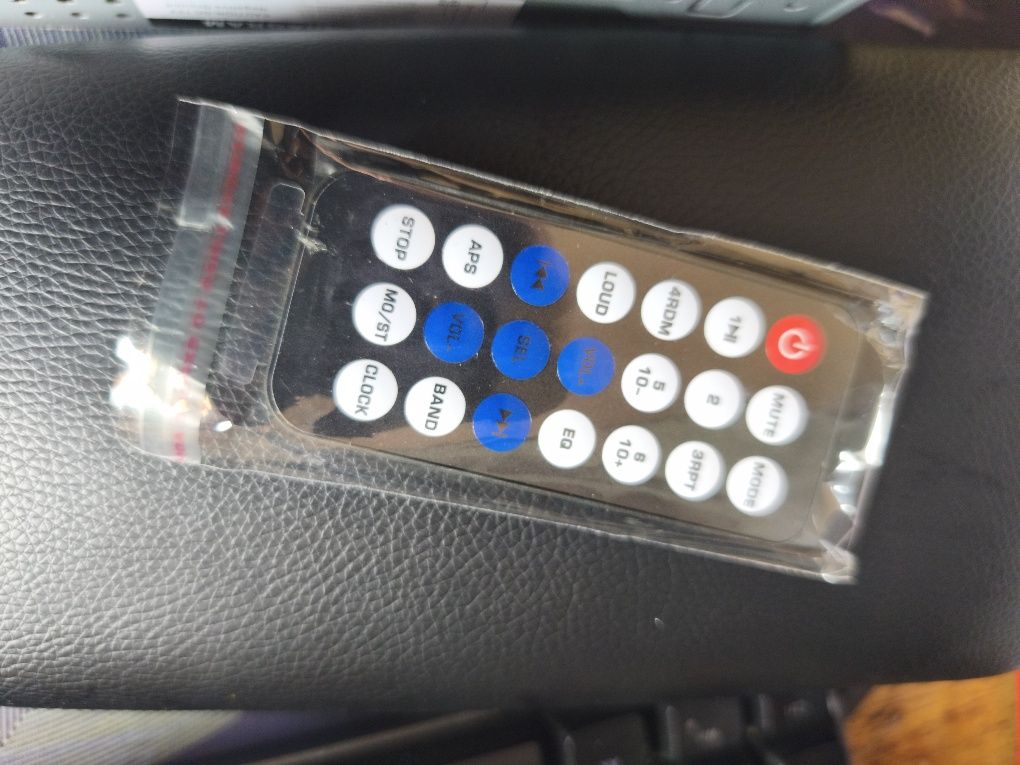 MUTE MODE
1 2 3RPT
4RDM 5 10- 6 10+
LOUD VOL+ EQ
SEL
APS VOL- BAND
STOP MO/ST CLOCK